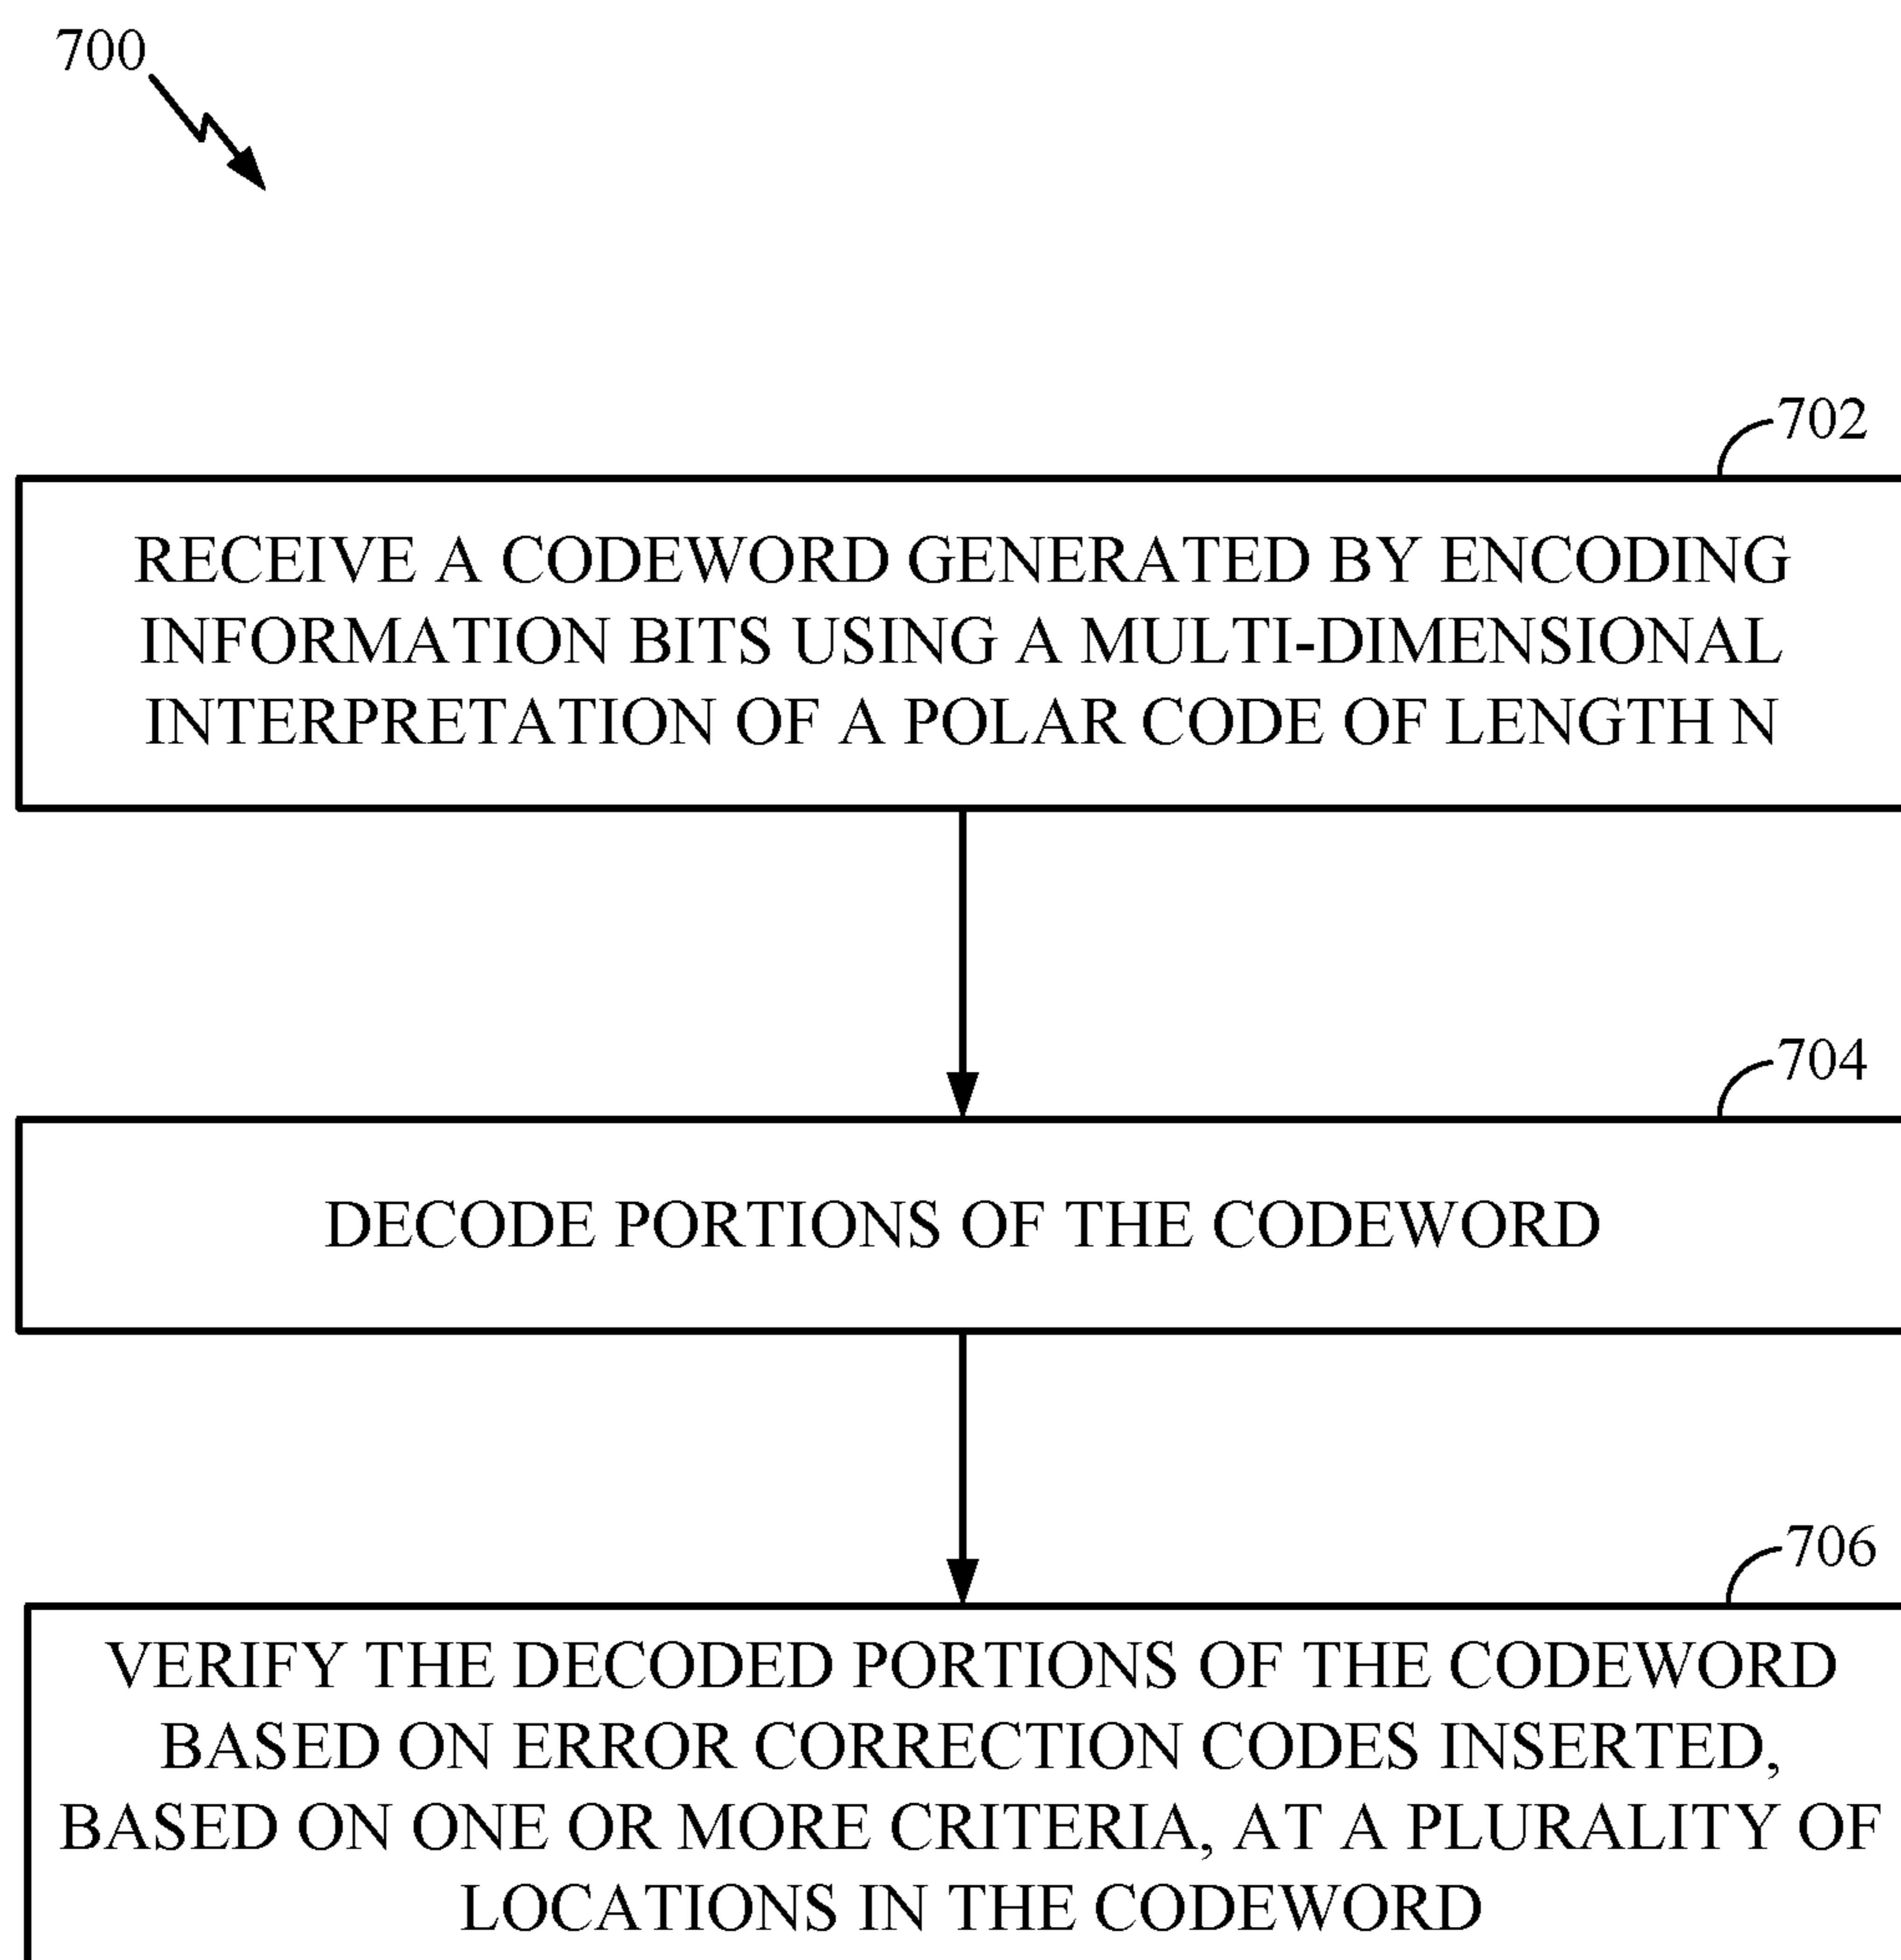 700
702
RECEIVE A CODEWORD GENERATED BY ENCODING
INFORMATION BITS USING A MULTI-DIMENSIONAL
INTERPRETATION OF A POLAR CODE OF LENGTH N
704
DECODE PORTIONS OF THE CODEWORD
706
VERIFY THE DECODED PORTIONS OF THE CODEWORD
BASED ON ERROR CORRECTION CODES INSERTED,
BASED ON ONE OR MORE CRITERIA, AT A PLURALITY OF
LOCATIONS IN THE CODEWORD